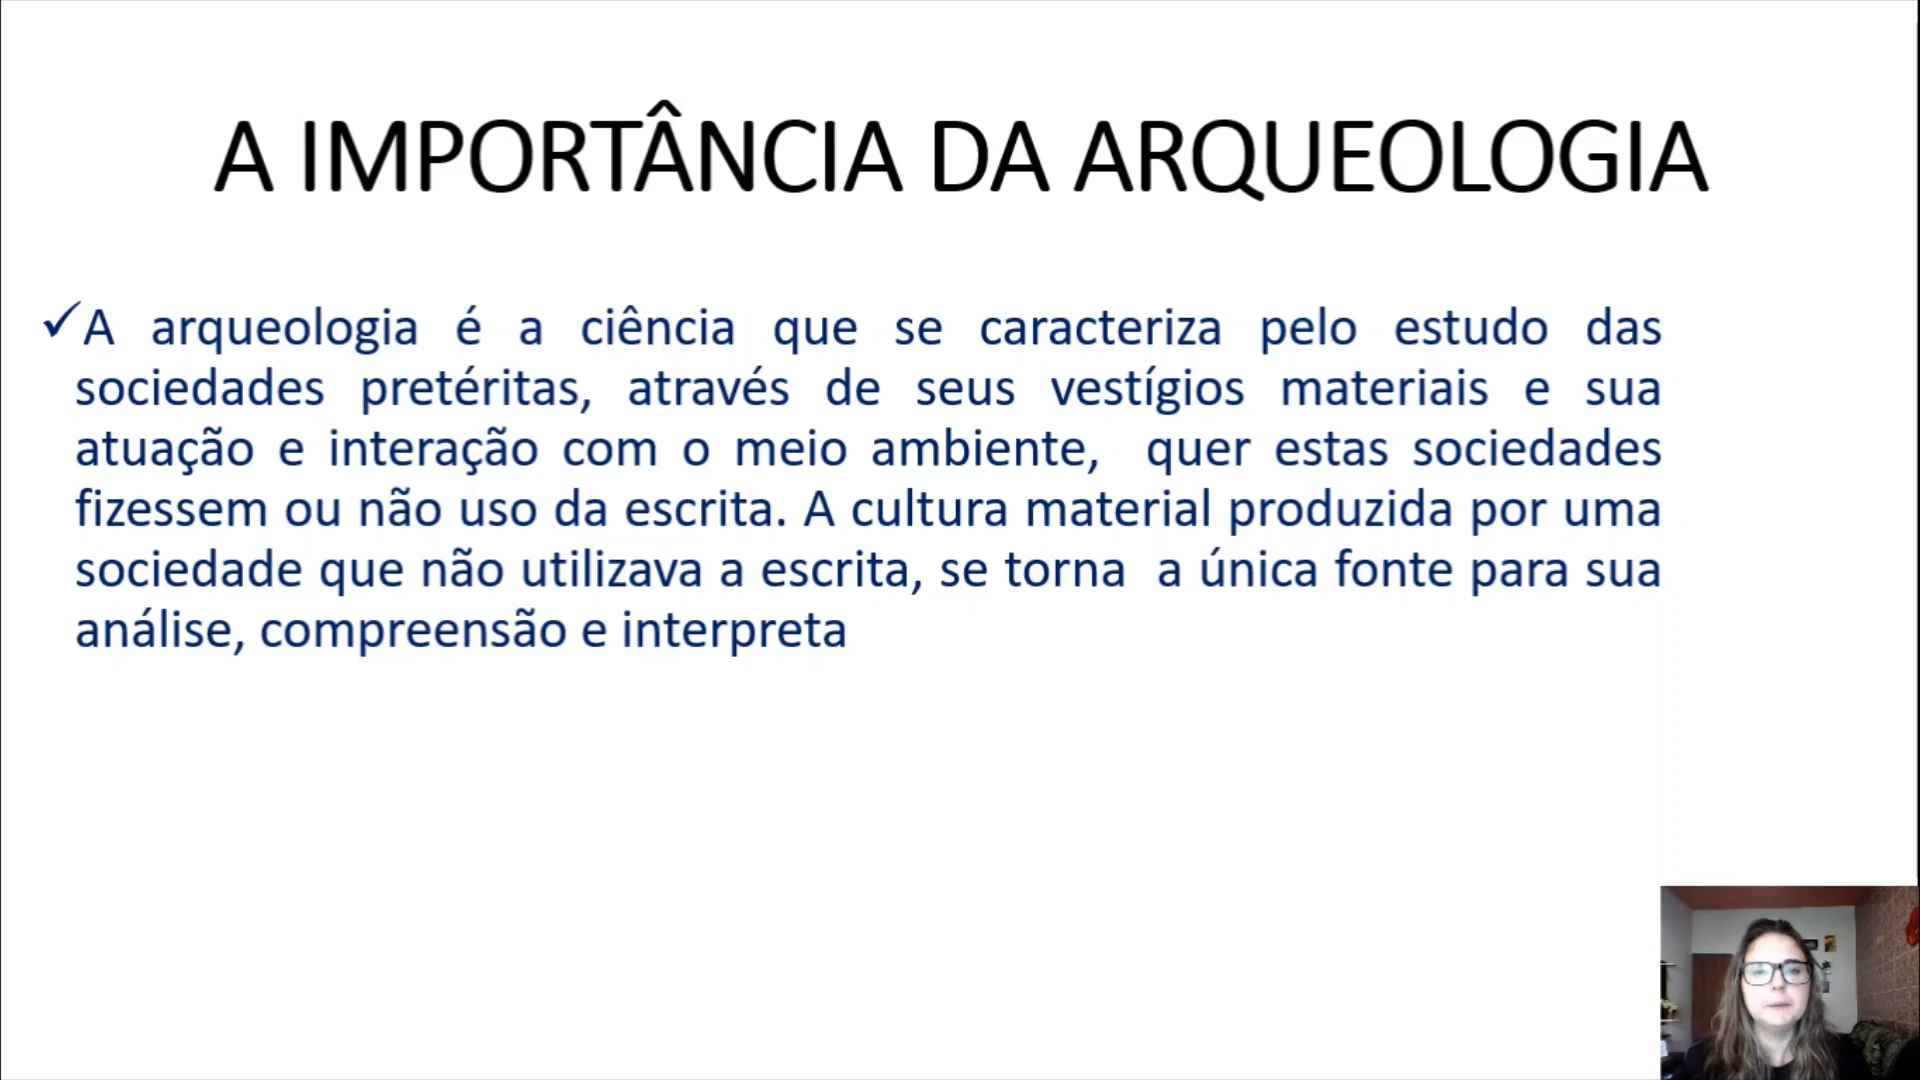 A IMPORTÂNCIA DA ARQUEOLOGIA
✓A arqueologia é a ciência que se caracteriza pelo estudo das
sociedades pretéritas, através de seus vestígios materiais e sua
atuação e interação com o meio ambiente, quer estas sociedades
fizessem ou não uso da escrita. A cultura material produzida por uma
sociedade que não utilizava a escrita, se torna a única fonte para sua
análise, compreensão e interpreta